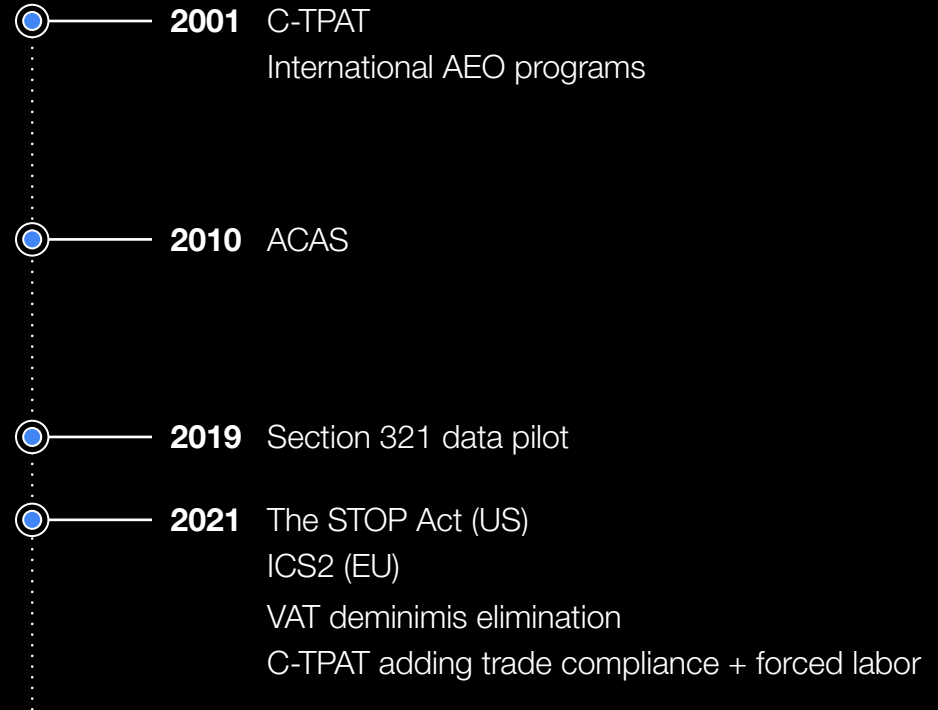 2001 C-TPAT
International AEO programs
2010 ACAS
2019 Section 321 data pilot
2021 The STOP Act (US)
ICS2 (EU)
VAT deminimis elimination
C-TPAT adding trade compliance + forced labor